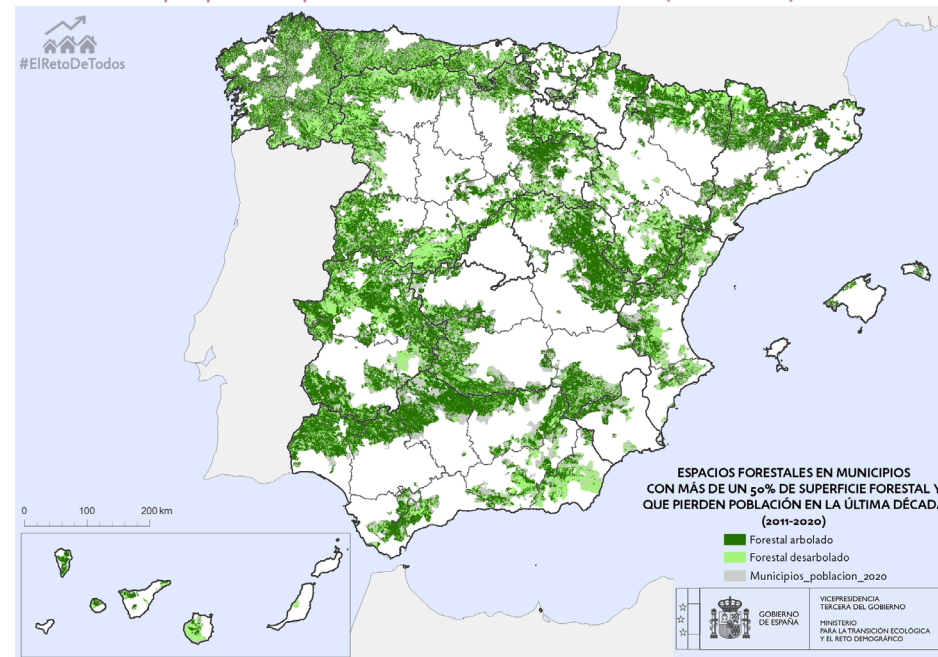 #ElRetoDeTodos
ESPACIOS FORESTALES EN MUNICIPIOS
CON MÁS DE UN 50% DE SUPERFICIE FORESTAL Y
QUE PIERDEN POBLACIÓN EN LA ÚLTIMA DÉCADA
(2011-2020)
Forestal arbolado
Forestal desarbolado
Municipios_poblacion_2020
0 100 200 km
GOBIERNO
DE ESPAÑA
VICEPRESIDENCIA
TERCERA DEL GOBIERNO
MINISTERIO
PARA LA TRANSICIÓN ECOLÓGICA
Y EL RETO DEMOGRÁFICO